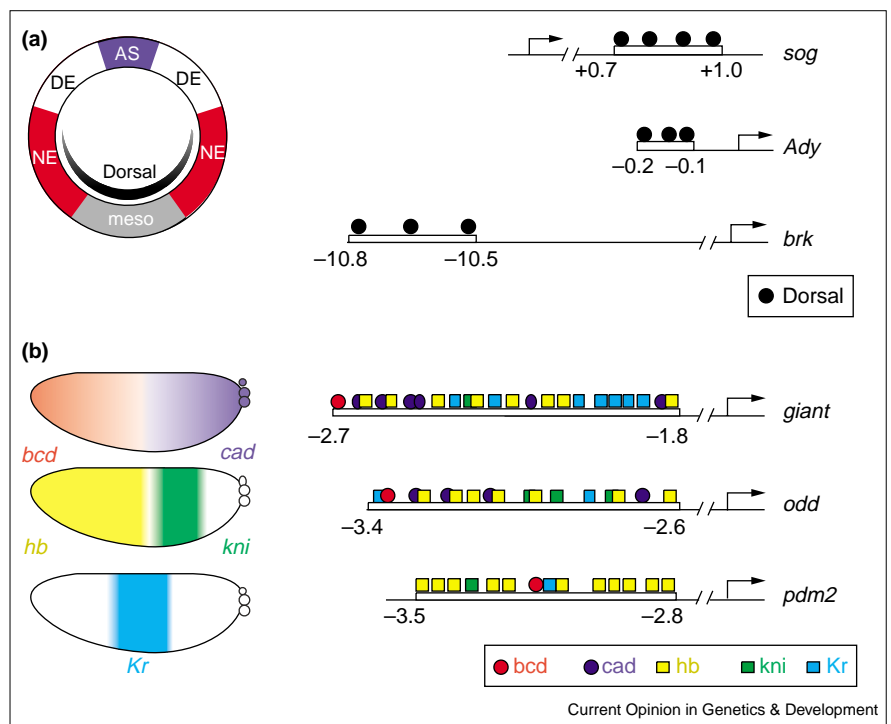 (a)
AS
DE
DE
NE
NE
Dorsal
meso
sog
+0.7
+1.0
Ady
–0.2
–0.1
brk
–10.8
–10.5
Dorsal
(b)
bcd
cad
hb
kni
Kr
giant
–2.7
–1.8
odd
–3.4
–2.6
pdm2
–3.5
–2.8
bcd cad hb kni Kr
Current Opinion in Genetics & Development